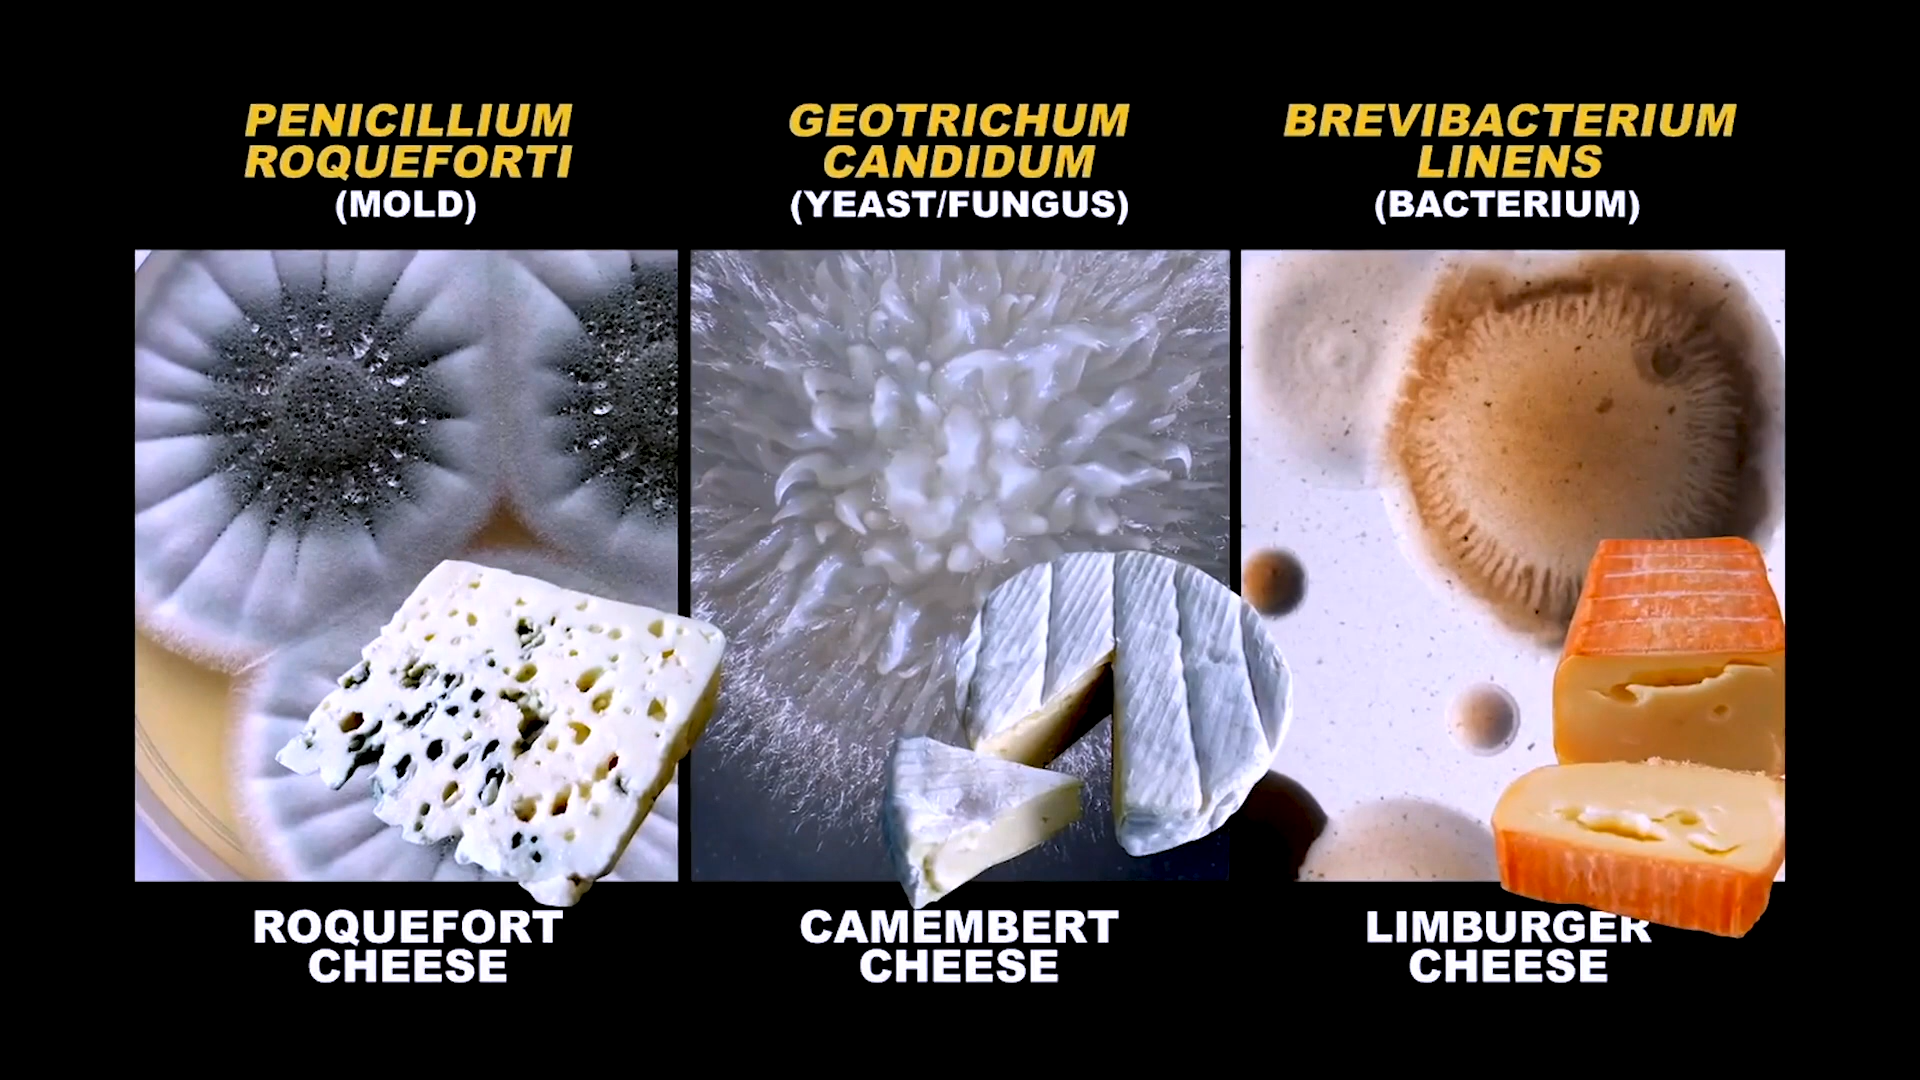 PENICILLIUM
ROQUEFORTI
(MOLD)
GEOTRICHUM
CANDIDUM
(YEAST/FUNGUS)
BREVIBACTERIUM
LINENS
(BACTERIUM)
ROQUEFORT
CHEESE
CAMEMBERT
CHEESE
LIMBURGER
CHEESE